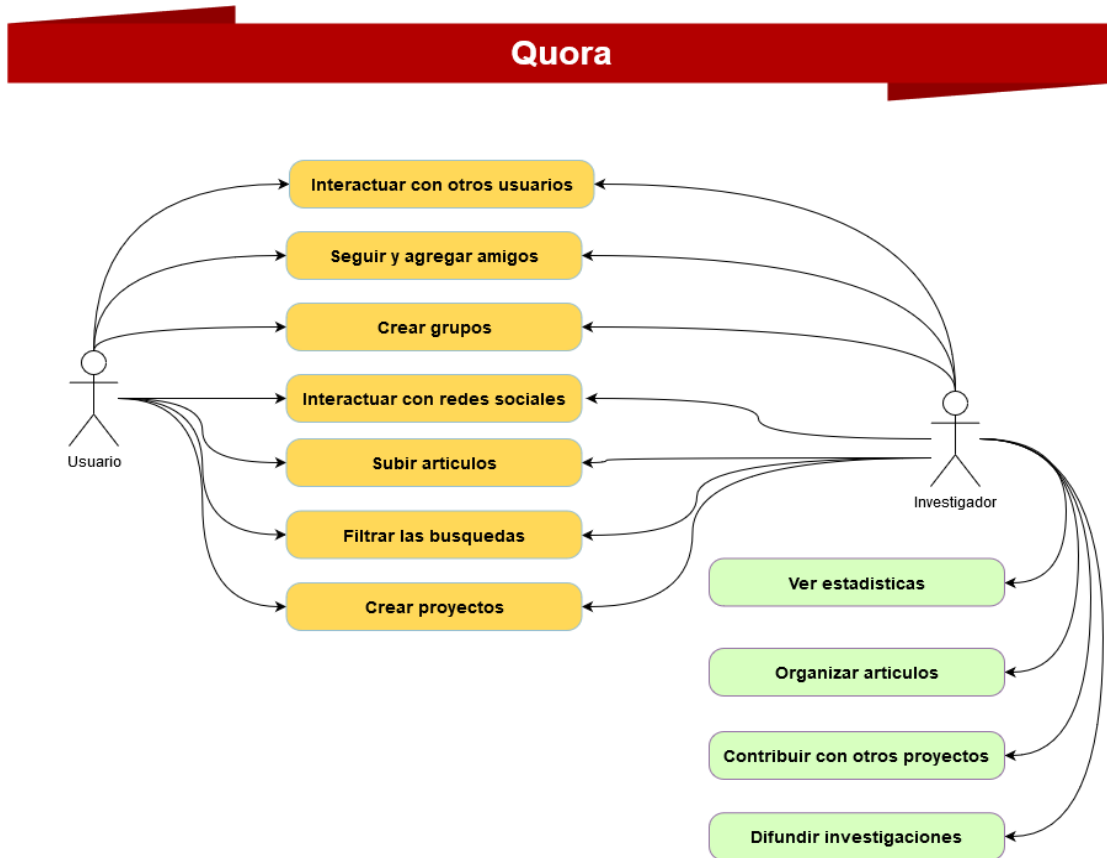 Quora
Interactuar con otros usuarios
Seguir y agregar amigos
Crear grupos
Interactuar con redes sociales
Usuario
Subir articulos
Investigador
Filtrar las busquedas
Ver estadisticas
Crear proyectos
Organizar articulos
Contribuir con otros proyectos
Difundir investigaciones